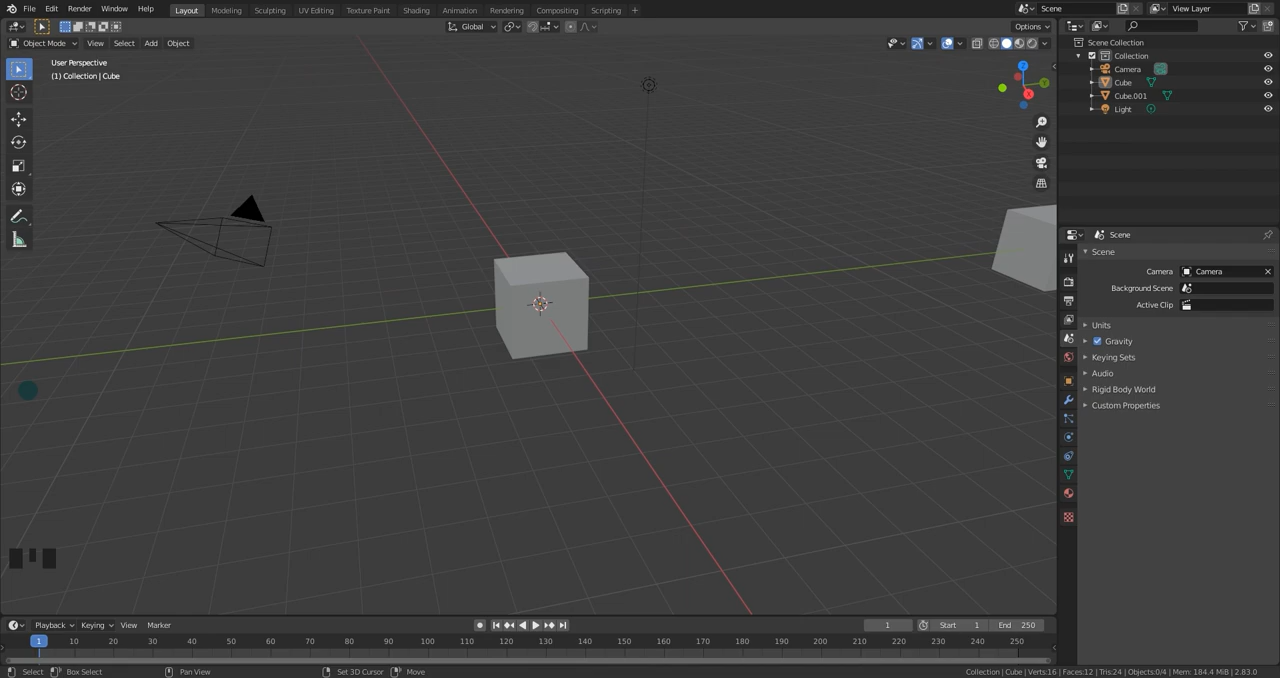 File Edit Render Window Help
Layout Modeling Sculpting UV Editing Texture Paint Shading Animation Rendering Compositing Scripting +
Scene
View Layer
Global
Options
Object Mode View Select Add Object
User Perspective
(1) Collection | Cube
Z
Y
X
Scene Collection
Collection
Camera
Cube
Cube.001
Light
Scene
Scene
Camera Camera
Background Scene
Active Clip
Units
Gravity
Keying Sets
Audio
Rigid Body World
Custom Properties
Playback Keying View Marker
1 Start 1 End 250
1 10 20 30 40 50 60 70 80 90 100 110 120 130 140 150 160 170 180 190 200 210 220 230 240 250
Select Box Select Pan View Set 3D Cursor Move
Collection | Cube | Verts:16 | Faces:12 | Tris:24 | Objects:0/4 | Mem: 184.4 MiB | 2.83.0